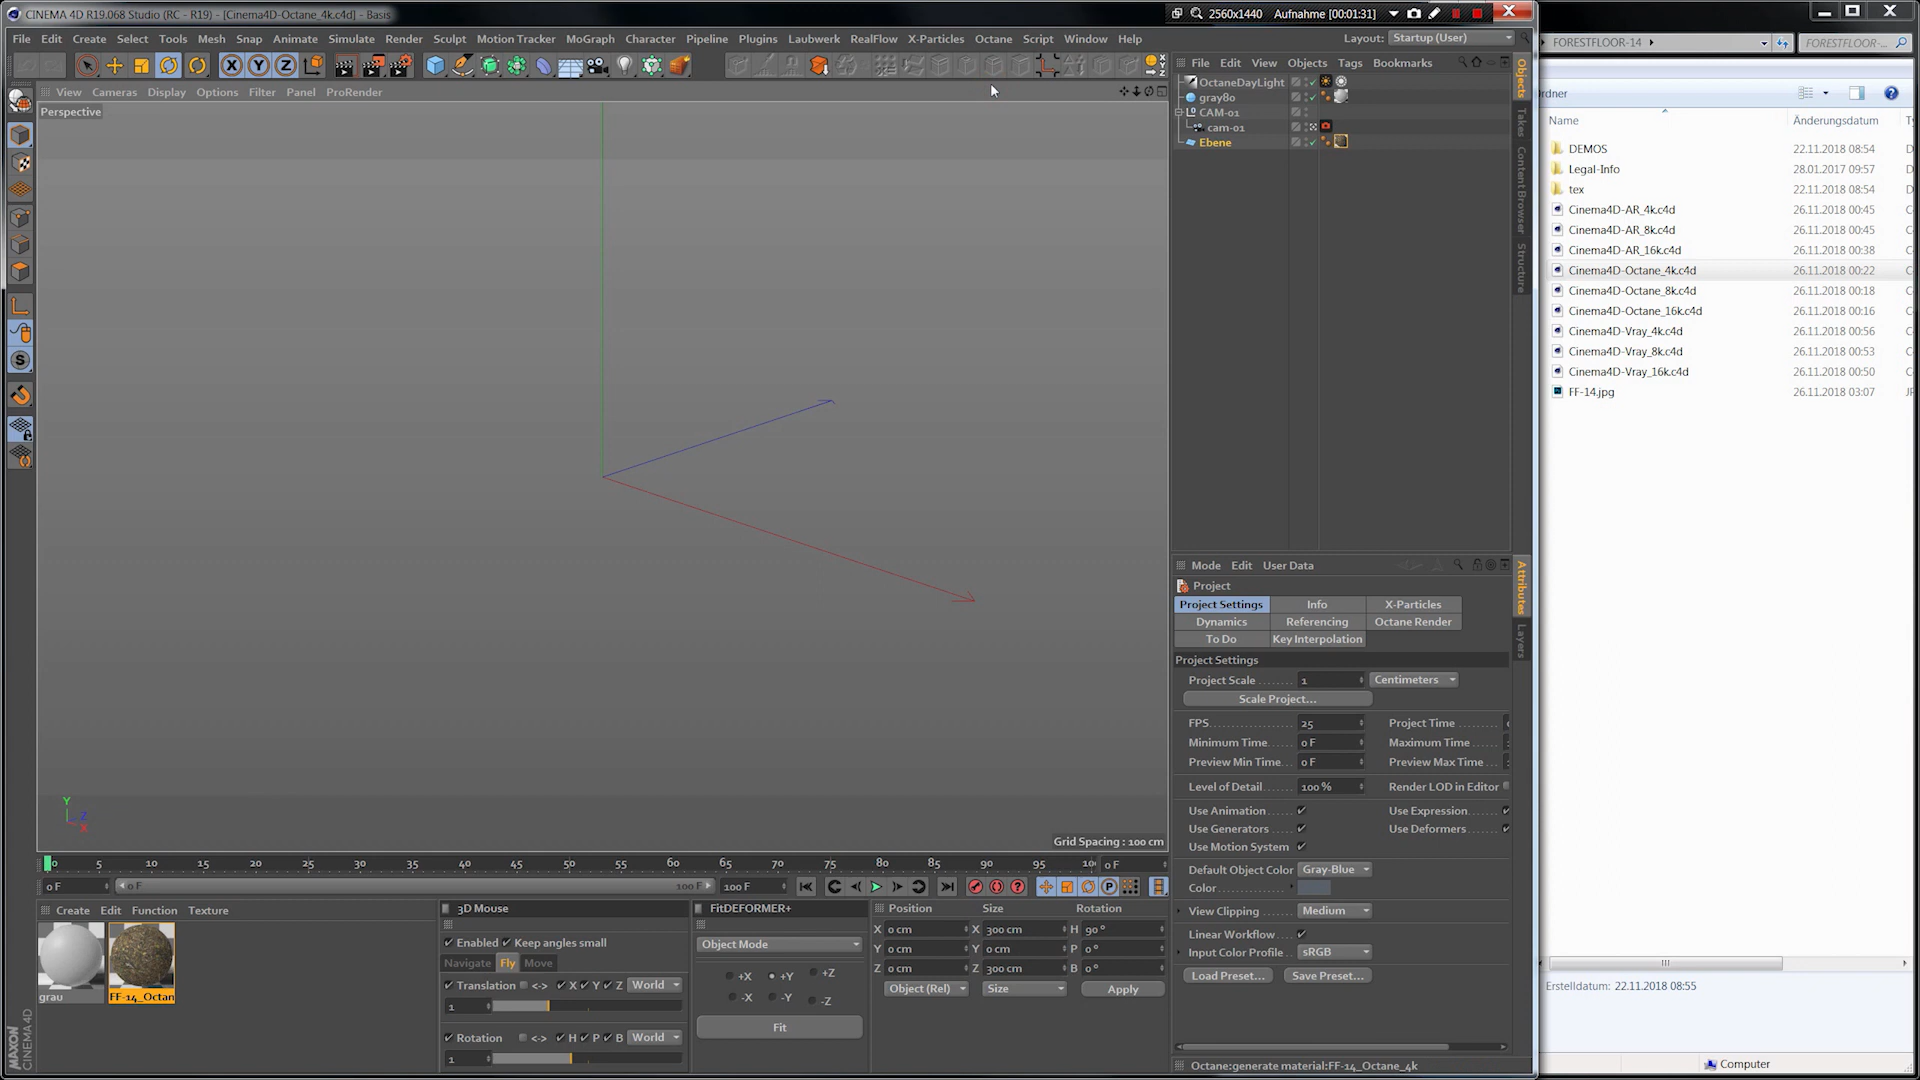 CINEMA 4D R19.068 Studio (RC - R19) - [Cinema4D-Octane_4k.c4d] - Basis
2560x1440 Aufnahme [00:01:31]
File Edit Create Select Tools Mesh Snap Animate Simulate Render Sculpt Motion Tracker MoGraph Character Pipeline Plugins Laubwerk RealFlow X-Particles Octane Script Window Help
Layout: Startup (User)
FORESTFLOOR-14
FORESTFLOOR-...
View Cameras Display Options Filter Panel ProRender
Perspective
File Edit View Objects Tags Bookmarks
OctaneDayLight
gray80
CAM-01
cam-01
Ebene
Objects
Takes
Content Browser
Structure
Attributes
Layers
Name Änderungsdatum
DEMOS 22.11.2018 08:54
Legal-Info 28.01.2017 09:57
tex 22.11.2018 08:54
Cinema4D-AR_4k.c4d 26.11.2018 00:45
Cinema4D-AR_8k.c4d 26.11.2018 00:45
Cinema4D-AR_16k.c4d 26.11.2018 00:38
Cinema4D-Octane_4k.c4d 26.11.2018 00:22
Cinema4D-Octane_8k.c4d 26.11.2018 00:18
Cinema4D-Octane_16k.c4d 26.11.2018 00:16
Cinema4D-Vray_4k.c4d 26.11.2018 00:56
Cinema4D-Vray_8k.c4d 26.11.2018 00:53
Cinema4D-Vray_16k.c4d 26.11.2018 00:50
FF-14.jpg 26.11.2018 03:07
Mode Edit User Data
Project
Project Settings Info X-Particles
Dynamics Referencing Octane Render
To Do Key Interpolation
Project Settings
Project Scale 1 Centimeters
Scale Project...
FPS 25 Project Time
Minimum Time 0 F Maximum Time
Preview Min Time 0 F Preview Max Time
Level of Detail 100 % Render LOD in Editor
Use Animation Use Expression
Use Generators Use Deformers
Use Motion System
Default Object Color Gray-Blue
Color
View Clipping Medium
Linear Workflow
Input Color Profile sRGB
Load Preset... Save Preset...
Octane:generate material:FF-14_Octane_4k
Y
Z
X
Grid Spacing : 100 cm
0 5 10 15 20 25 30 35 40 45 50 55 60 65 70 75 80 85 90 95 100 0 F
0 F 0 F 100 F 100 F
Create Edit Function Texture
grau
FF-14_Octan
3D Mouse
Enabled Keep angles small
Navigate Fly Move
Translation <-> X Y Z World
1
Rotation <-> H P B World
1
FitDEFORMER+
Object Mode
+X +Y +Z
-X -Y -Z
Fit
Position Size Rotation
X 0 cm X 300 cm H 90 °
Y 0 cm Y 0 cm P 0 °
Z 0 cm Z 300 cm B 0 °
Object (Rel) Size Apply
MAXON CINEMA 4D
Erstelldatum: 22.11.2018 08:55
Computer